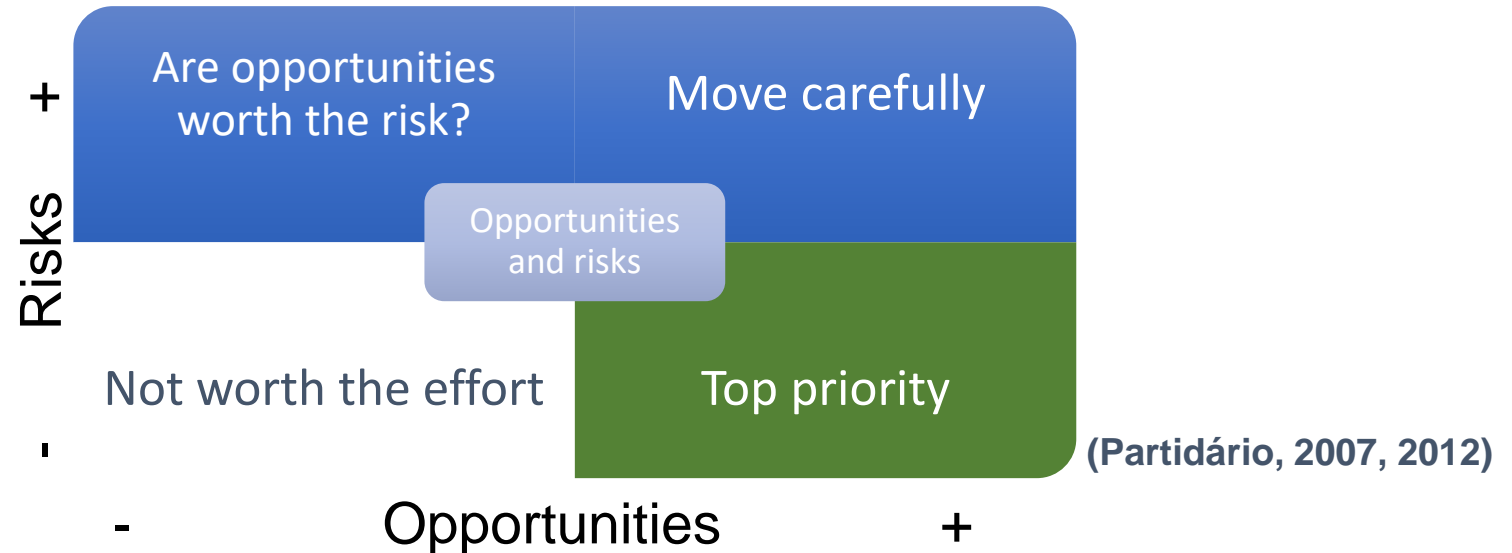 Are opportunities
worth the risk?
Move carefully
+
Risks
-
Opportunities
and risks
Not worth the effort
Top priority
(Partidário, 2007, 2012)
-
Opportunities
+